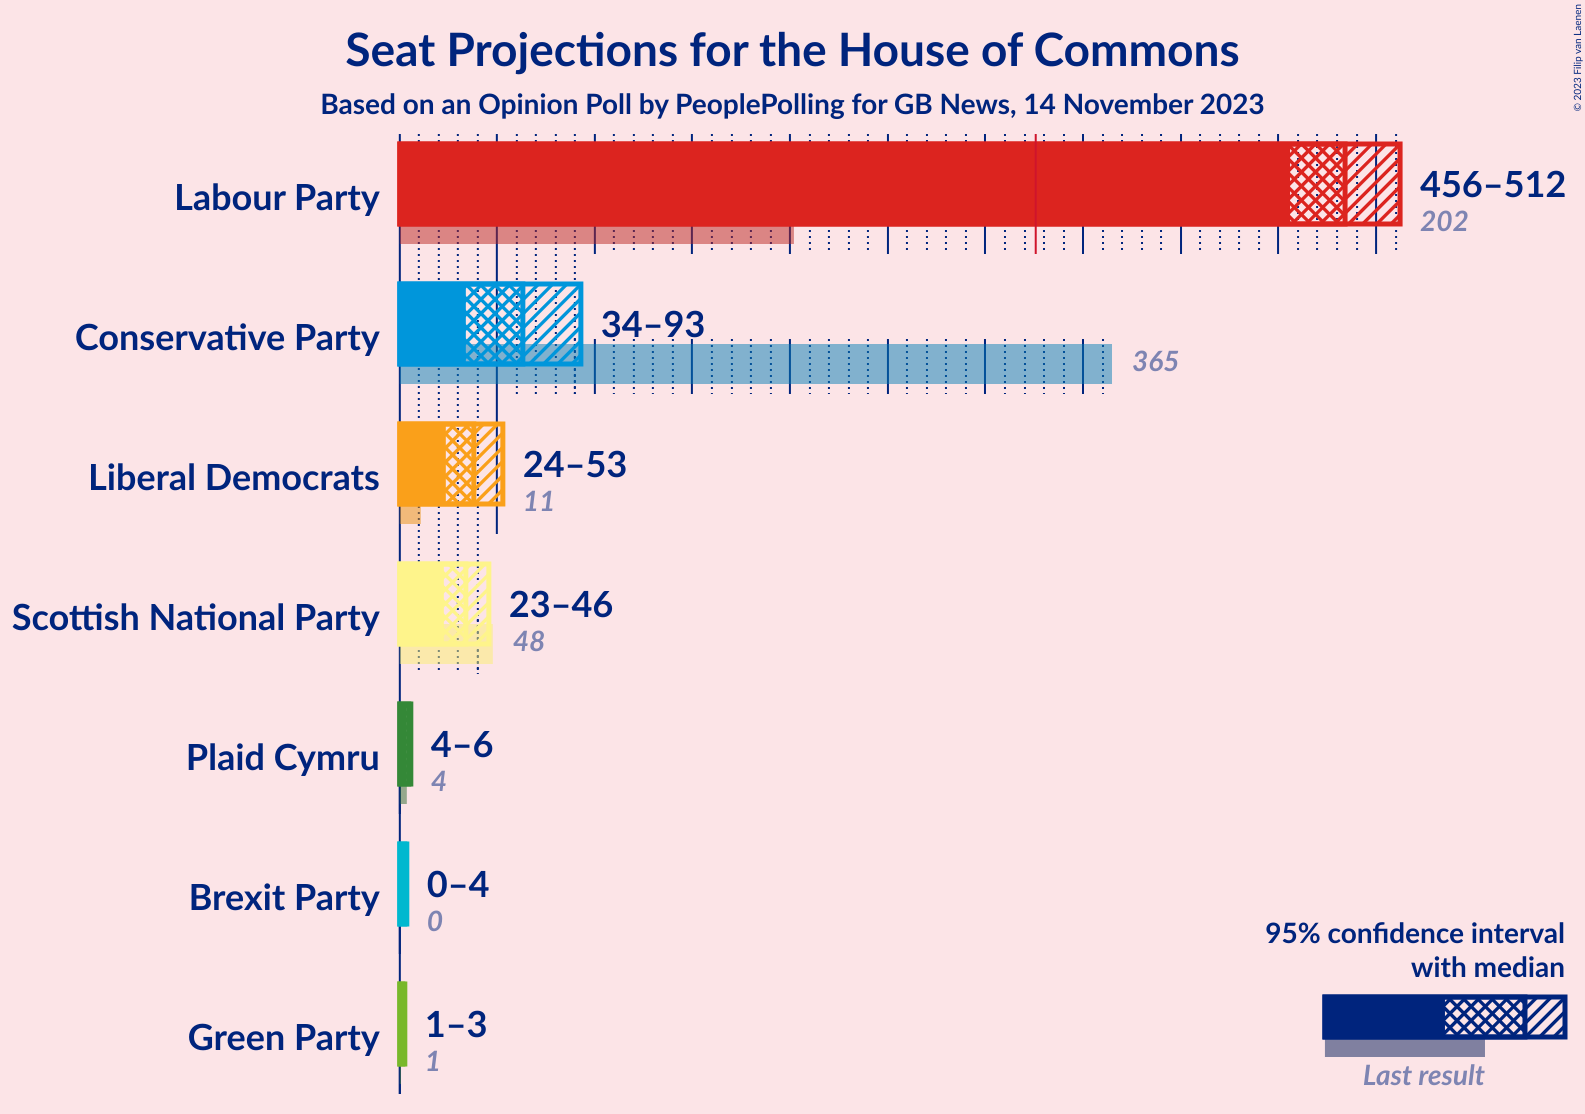 Seat Projections for the House of Commons
Based on an Opinion Poll by PeoplePolling for GB News, 14 November 2023
© 2023 Filip van Laenen
Labour Party
456–512
202
Conservative Party
34–93
365
Liberal Democrats
24–53
11
Scottish National Party
23–46
48
Plaid Cymru
4–6
4
Brexit Party
0–4
0
Green Party
1–3
1
95% confidence interval
with median
Last result